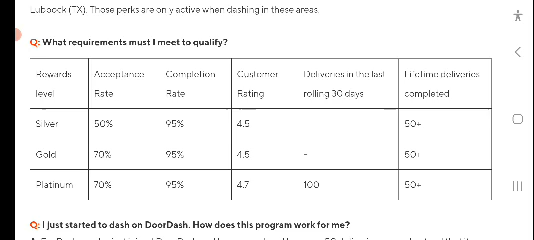 Lubbock (TX). Those perks are only active when dashing in these areas.
Q: What requirements must I meet to qualify?
Rewards level Acceptance Rate Completion Rate Customer Rating Deliveries in the last rolling 30 days Lifetime deliveries completed
Silver 50% 95% 4.5 50+
Gold 70% 95% 4.5 - 50+
Platinum 70% 95% 4.7 100 50+
Q: I just started to dash on DoorDash. How does this program work for me?